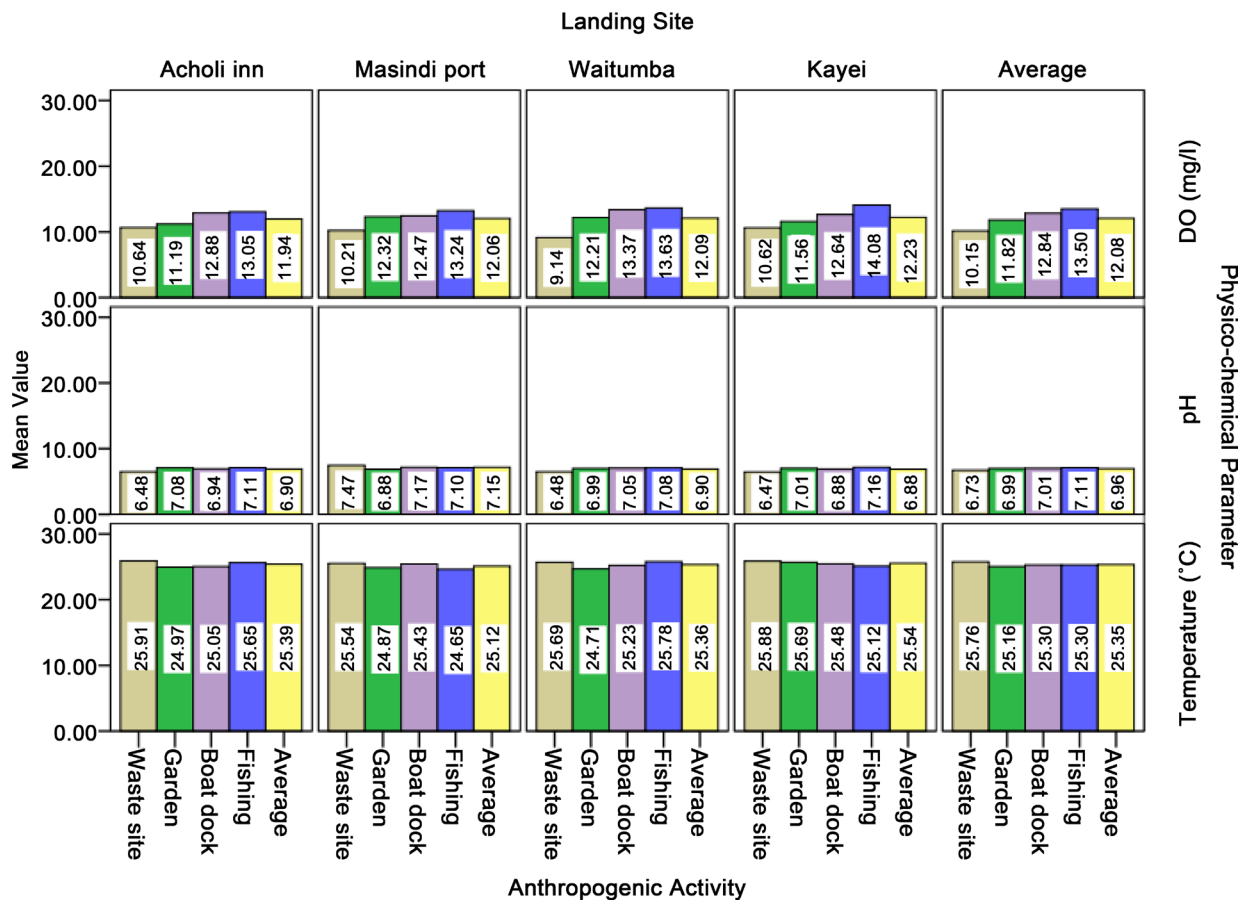 Landing Site
Acholi inn Masindi port Waitumba Kayei Average
30.00
20.00
10.00
0.00
10.64 11.19 12.88 13.05 11.94
10.21 12.32 12.47 13.24 12.06
9.14 12.21 13.37 13.63 12.09
10.62 11.56 12.64 14.08 12.23
10.15 11.82 12.84 13.50 12.08
DO (mg/l)
30.00
20.00
10.00
0.00
6.48 7.08 6.94 7.11 6.90
7.47 6.88 7.17 7.10 7.15
6.48 6.99 7.05 7.08 6.90
6.47 7.01 6.88 7.16 6.88
6.73 6.99 7.01 7.11 6.96
pH
30.00
20.00
10.00
0.00
25.91 24.97 25.05 25.65 25.39
25.54 24.87 25.43 24.65 25.12
25.69 24.71 25.23 25.78 25.36
25.88 25.69 25.48 25.12 25.54
25.76 25.16 25.30 25.30 25.35
Temperature (°C)
Mean Value
Physico-chemical Parameter
Waste site Garden Boat dock Fishing Average
Waste site Garden Boat dock Fishing Average
Waste site Garden Boat dock Fishing Average
Waste site Garden Boat dock Fishing Average
Waste site Garden Boat dock Fishing Average
Anthropogenic Activity